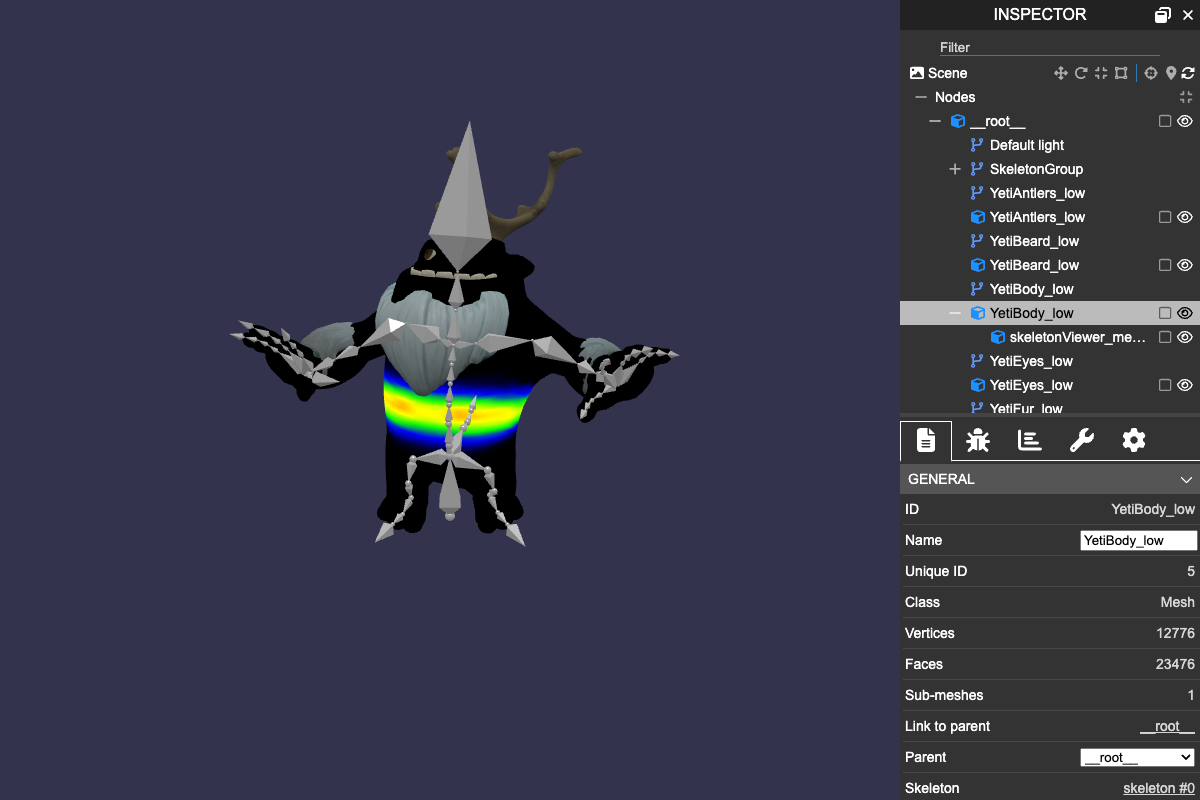 INSPECTOR
Filter
Scene
Nodes
__root__
Default light
SkeletonGroup
YetiAntlers_low
YetiAntlers_low
YetiBeard_low
YetiBeard_low
YetiBody_low
YetiBody_low
skeletonViewer_me...
YetiEyes_low
YetiEyes_low
YetiFur_low
GENERAL
ID YetiBody_low
Name YetiBody_low
Unique ID 5
Class Mesh
Vertices 12776
Faces 23476
Sub-meshes 1
Link to parent __root__
Parent __root__
Skeleton skeleton #0